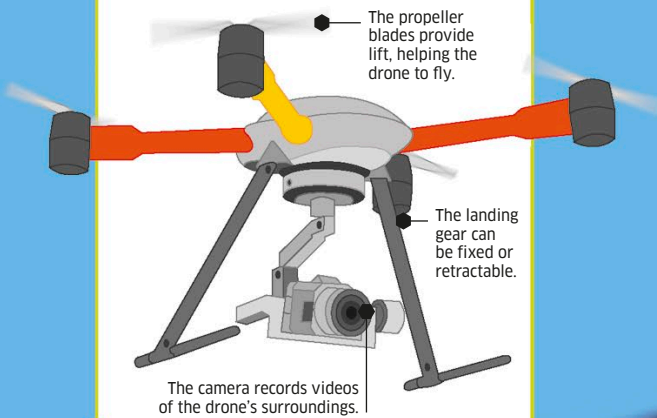 The propeller
blades provide
lift, helping the
drone to fly.
The landing
gear can
be fixed or
retractable.
The camera records videos
of the drone's surroundings.